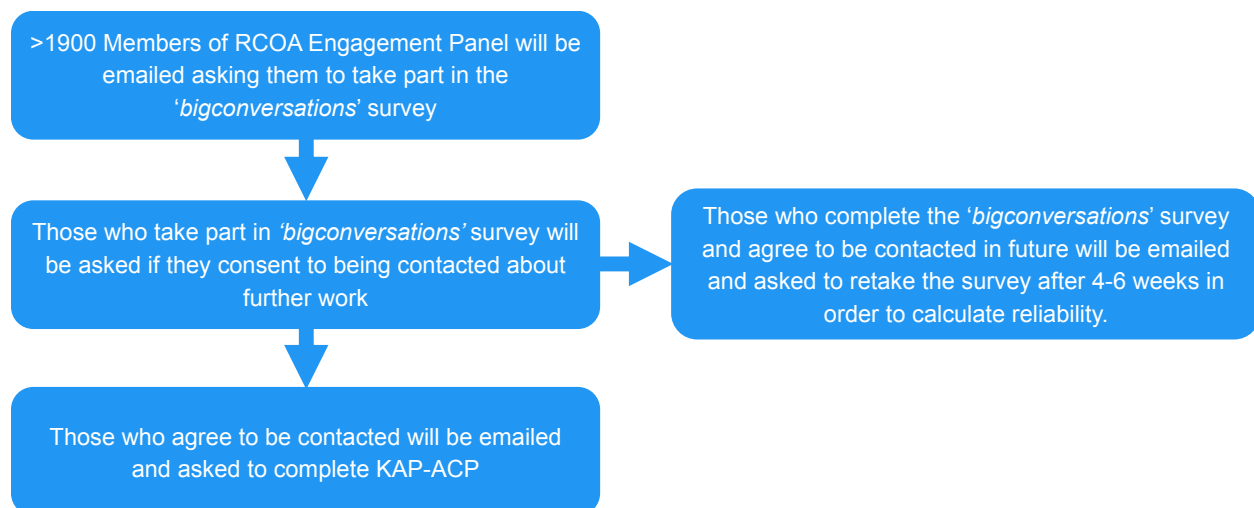 >1900 Members of RCOA Engagement Panel will be
emailed asking them to take part in the
‘bigconversations’ survey
Those who take part in ‘bigconversations’ survey will
be asked if they consent to being contacted about
further work
Those who complete the ‘bigconversations’ survey
and agree to be contacted in future will be emailed
and asked to retake the survey after 4-6 weeks in
order to calculate reliability.
Those who agree to be contacted will be emailed
and asked to complete KAP-ACP